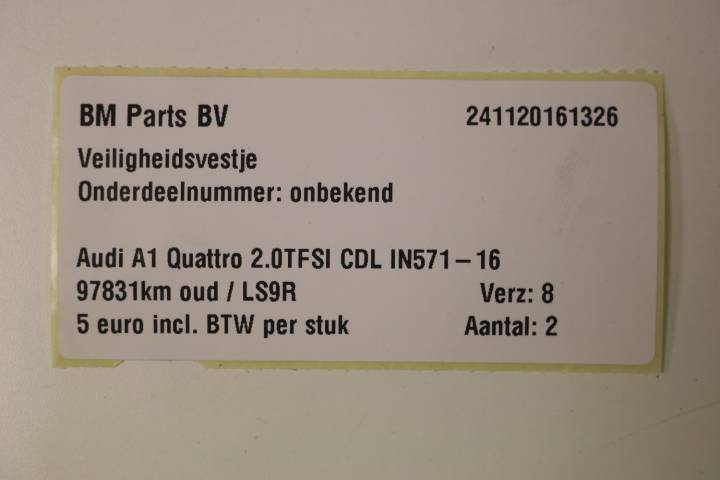 BM Parts BV 241120161326
Veiligheidsvestje
Onderdeelnummer: onbekend
Audi A1 Quattro 2.0TFSI CDL IN571-16
97831km oud / LS9R Verz: 8
5 euro incl. BTW per stuk Aantal: 2